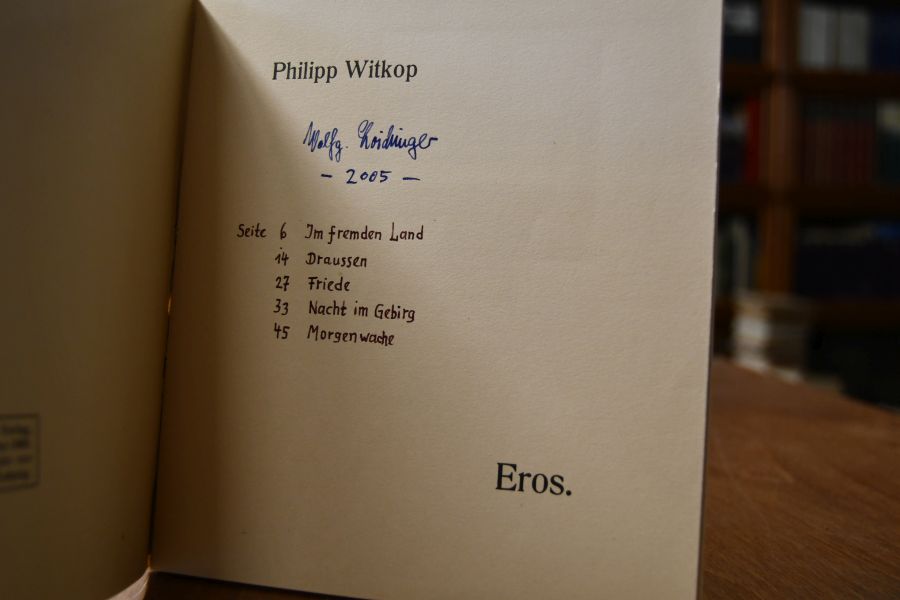 Philipp Witkop
Wolfg.
- 2005 -
Seite 6 Im fremden Land
14 Draussen
27 Friede
33 Nacht im Gebirg
45 Morgenwache
Eros.